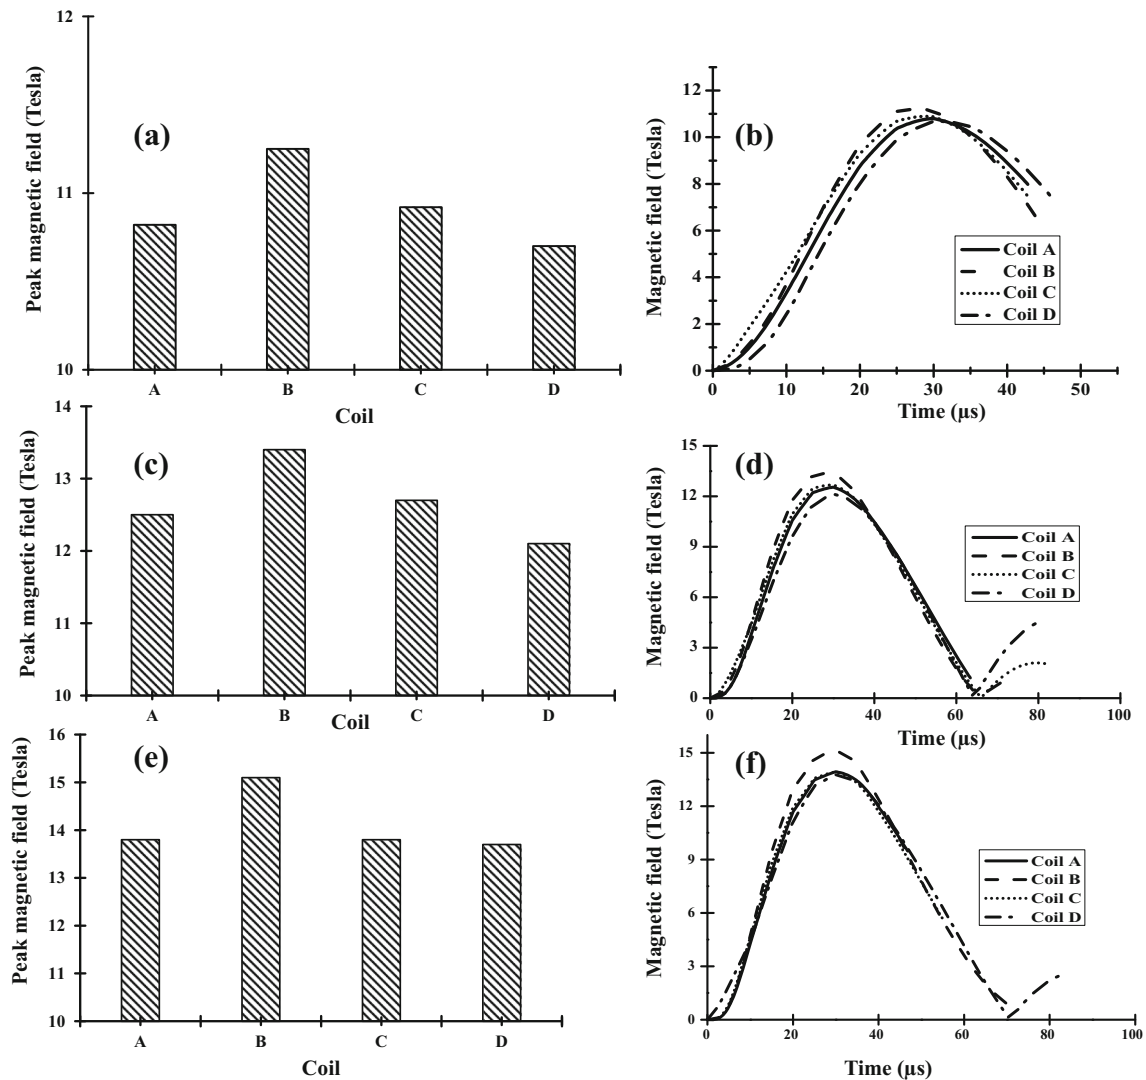 (a)
Peak magnetic field (Tesla)
12
11
10
A B C D
Coil
(b)
Magnetic field (Tesla)
11
10
8
6
4
2
0
0 10 20 30 40 50
Time (µs)
Coil A
Coil B
Coil C
Coil D
(c)
Peak magnetic field (Tesla)
14
13
12
11
10
A B C D
Coil
(d)
Magnetic field (Tesla)
15
12
9
6
3
0
0 20 40 60 80 100
Time (µs)
Coil A
Coil B
Coil C
Coil D
(e)
Peak magnetic field (Tesla)
16
15
14
13
12
11
10
A B C D
Coil
(f)
Magnetic field (Tesla)
15
12
9
6
3
0
0 20 40 60 80 100
Time (µs)
Coil A
Coil B
Coil C
Coil D